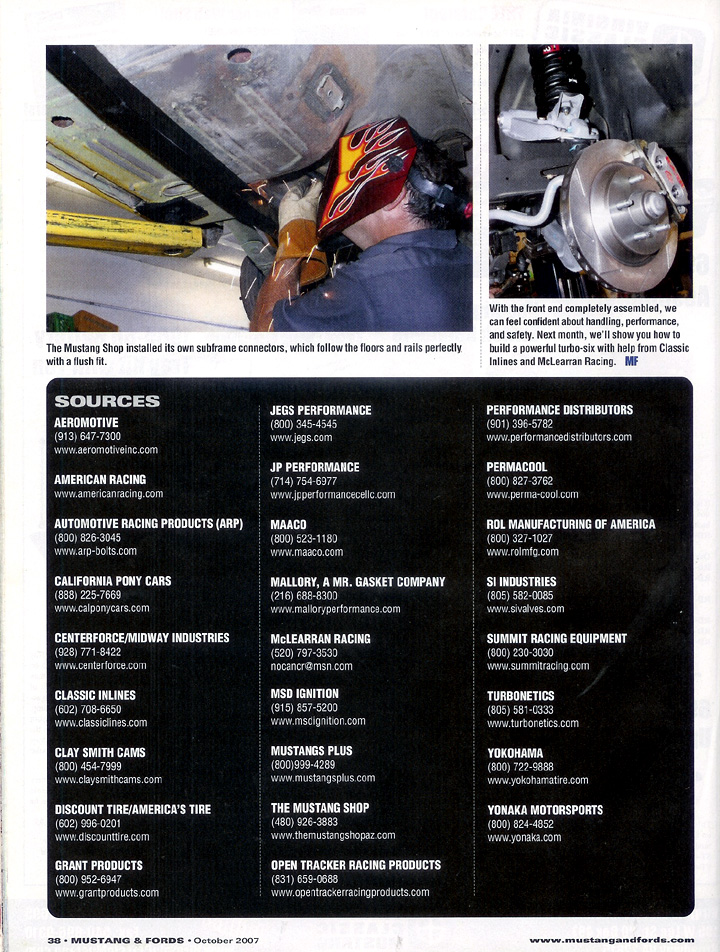 The Mustang Shop installed its own subframe connectors, which follow the floors and rails perfectly
with a flush fit.
With the front end completely assembled, we
can feel confident about handling, performance,
and safety. Next month, we'll show you how to
build a powerful turbo-six with help from Classic
Inlines and McLearran Racing. MF
SOURCES
AEROMOTIVE
(913) 647-7300
www.aeromotiveinc.com
AMERICAN RACING
www.americanracing.com
AUTOMOTIVE RACING PRODUCTS (ARP)
(800) 826-3045
www.arp-bolts.com
CALIFORNIA PONY CARS
(888) 225-7669
www.calponycars.com
CENTERFORCE/MIDWAY INDUSTRIES
(928) 771-8422
www.centerforce.com
CLASSIC INLINES
(602) 708-6650
www.classiclines.com
CLAY SMITH CAMS
(800) 454-7999
www.claysmithcams.com
DISCOUNT TIRE/AMERICA'S TIRE
(602) 996-0201
www.discounttire.com
GRANT PRODUCTS
(800) 952-6947
www.grantproducts.com
JEGS PERFORMANCE
(800) 345-4545
www.jegs.com
JP PERFORMANCE
(714) 754-6977
www.jpperformancecellc.com
MAACO
(800) 523-1180
www.maaco.com
MALLORY, A MR. GASKET COMPANY
(216) 688-8300
www.malloryperformance.com
McLEARRAN RACING
(520) 797-3530
nocancr@msn.com
MSD IGNITION
(915) 857-5200
www.msdignition.com
MUSTANGS PLUS
(800)999-4289
www.mustangsplus.com
THE MUSTANG SHOP
(480) 926-3883
www.themustangshopaz.com
OPEN TRACKER RACING PRODUCTS
(831) 659-0688
www.opentrackerracingproducts.com
PERFORMANCE DISTRIBUTORS
(901) 396-5782
www.performancedistributors.com
PERMACOOL
(800) 827-3762
www.perma-cool.com
ROL MANUFACTURING OF AMERICA
(800) 327-1027
www.rolmfg.com
SI INDUSTRIES
(805) 582-0085
www.sivalves.com
SUMMIT RACING EQUIPMENT
(800) 230-3030
www.summitracing.com
TURBONETICS
(805) 581-0333
www.turbonetics.com
YOKOHAMA
(800) 722-9888
www.yokohamatire.com
YONAKA MOTORSPORTS
(800) 824-4852
www.yonaka.com
38 • MUSTANG & FORDS • October 2007
www.mustangandfords.com